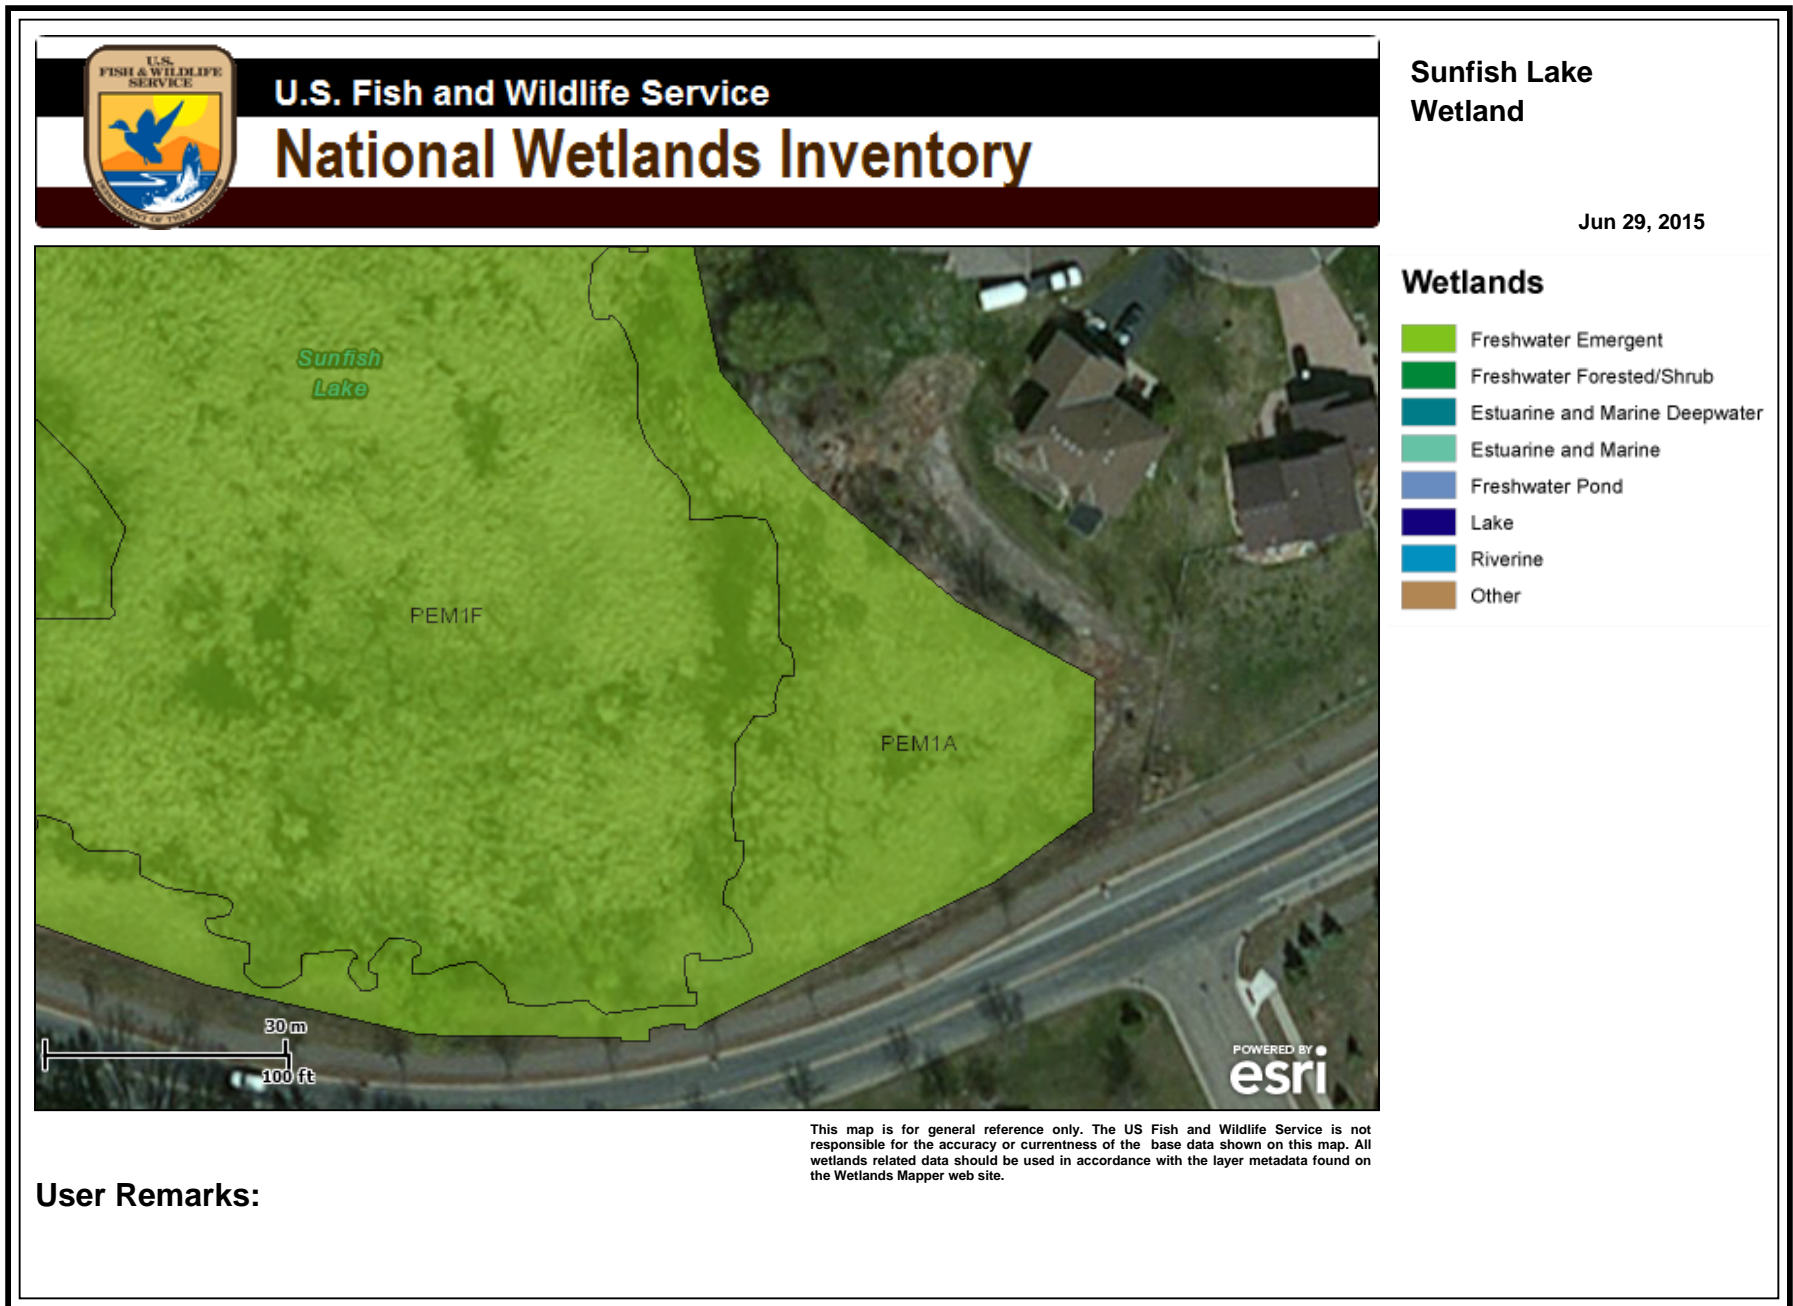 U.S.
FISH & WILDLIFE
SERVICE
DEPARTMENT OF THE INTERIOR
U.S. Fish and Wildlife Service
National Wetlands Inventory
Sunfish Lake
Wetland
Jun 29, 2015
Sunfish
Lake
PEM1F
PEM1A
30 m
100 ft
POWERED BY
esri
Wetlands
Freshwater Emergent
Freshwater Forested/Shrub
Estuarine and Marine Deepwater
Estuarine and Marine
Freshwater Pond
Lake
Riverine
Other
This map is for general reference only. The US Fish and Wildlife Service is not
responsible for the accuracy or currentness of the base data shown on this map. All
wetlands related data should be used in accordance with the layer metadata found on
the Wetlands Mapper web site.
User Remarks: